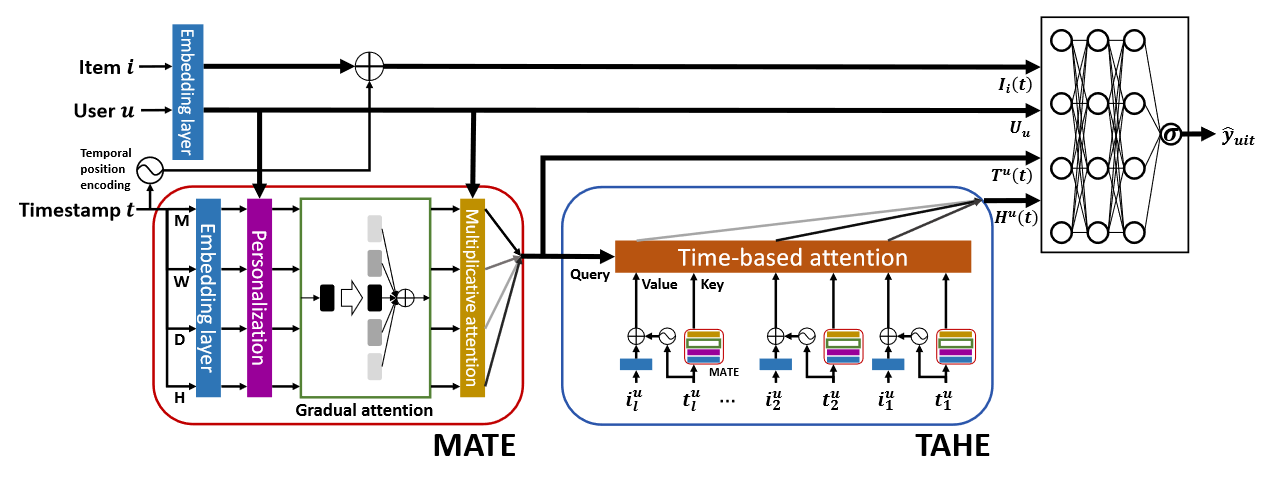 Item i
User u
Embedding layer
Temporal
position
encoding
Timestamp t
M
W
D
H
Embedding layer
Personalization
Gradual attention
Multiplicative attention
MATE
Query
Time-based attention
Value
Key
MATE
i_l^u
t_l^u
...
i_2^u
t_2^u
i_1^u
t_1^u
TAHE
I_i(t)
U_u
T^u(t)
H^u(t)
σ
ŷ_uit